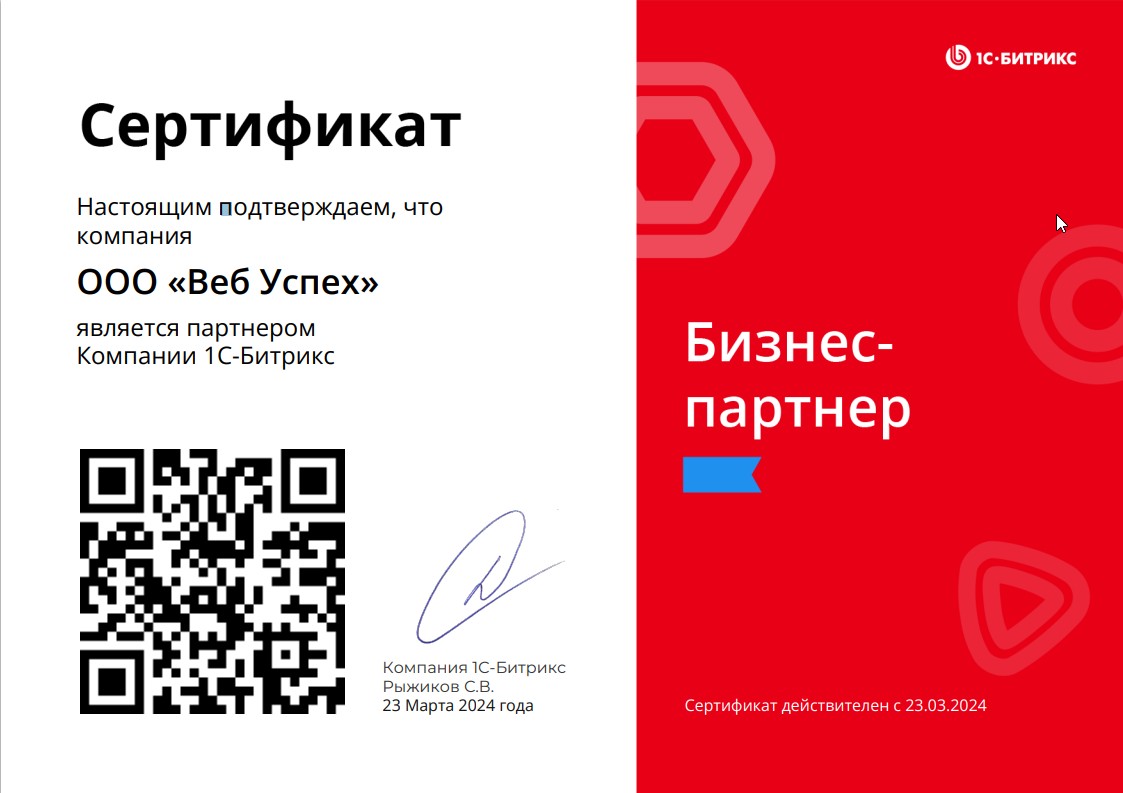 Сертификат
Настоящим подтверждаем, что
компания
ООО «Веб Успех»
является партнером
Компании 1С-Битрикс
Компания 1С-Битрикс
Рыжиков С.В.
23 Марта 2024 года
1С·БИТРИКС
Бизнес-
партнер
Сертификат действителен с 23.03.2024